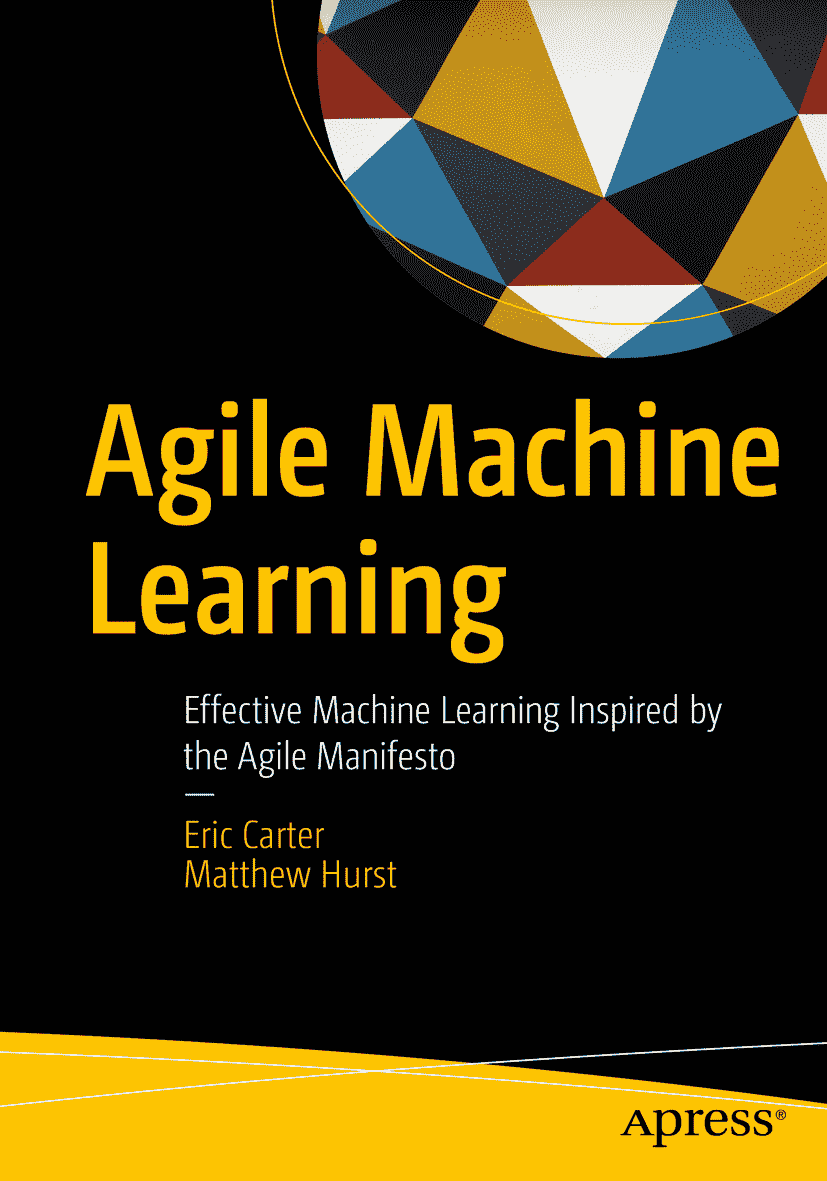 Agile Machine
Learning
Effective Machine Learning Inspired by
the Agile Manifesto
Eric Carter
Matthew Hurst
Apress®